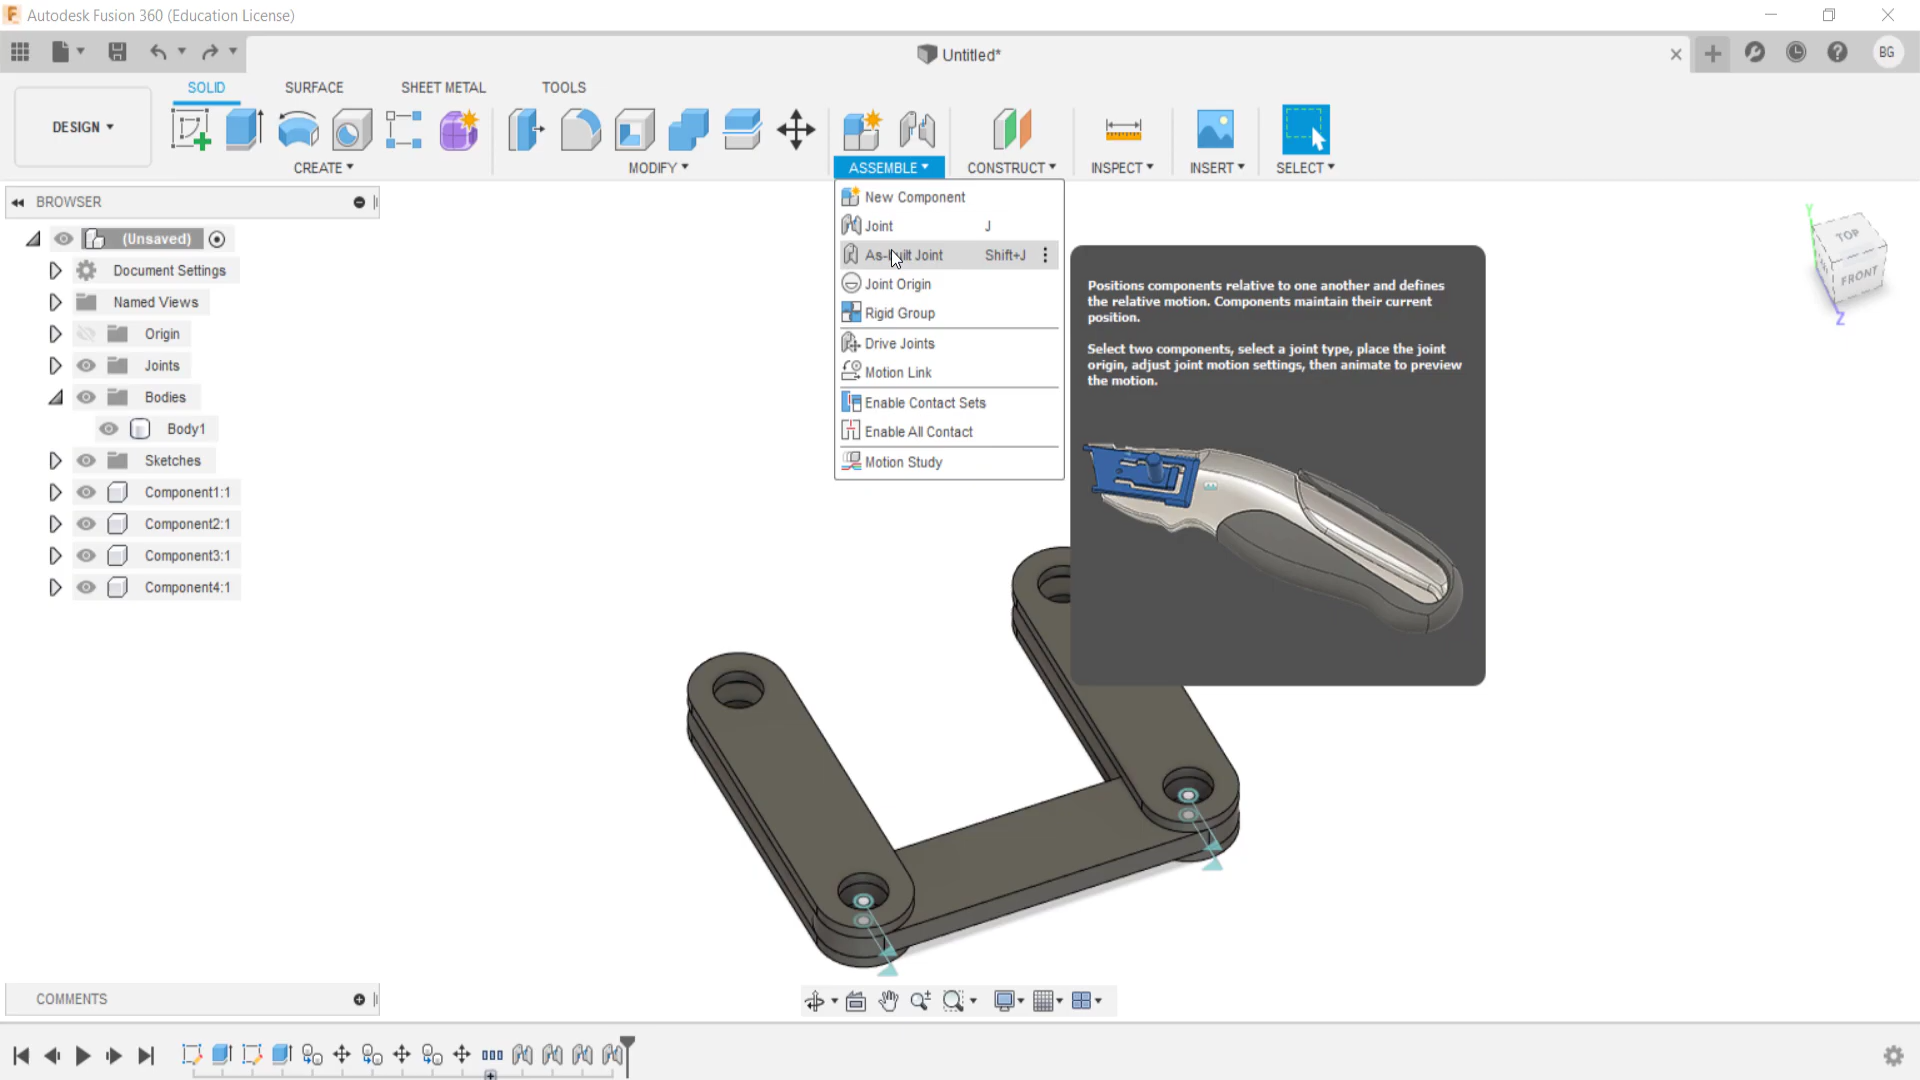 Autodesk Fusion 360 (Education License)
Untitled*
BG
DESIGN
SOLID
SURFACE
SHEET METAL
TOOLS
CREATE
MODIFY
ASSEMBLE
CONSTRUCT
INSPECT
INSERT
SELECT
BROWSER
(Unsaved)
Document Settings
Named Views
Origin
Joints
Bodies
Body1
Sketches
Component1:1
Component2:1
Component3:1
Component4:1
New Component
Joint J
As-Built Joint Shift+J
Joint Origin
Rigid Group
Drive Joints
Motion Link
Enable Contact Sets
Enable All Contact
Motion Study
Positions components relative to one another and defines
the relative motion. Components maintain their current
position.
Select two components, select a joint type, place the joint
origin, adjust joint motion settings, then animate to preview
the motion.
Y
TOP
FRONT
Z
COMMENTS